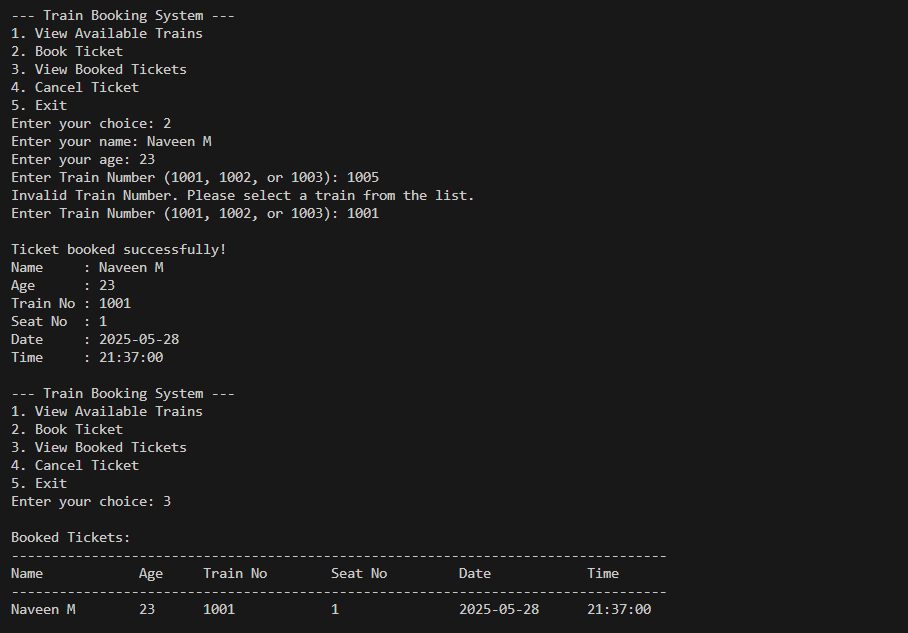 --- Train Booking System ---
1. View Available Trains
2. Book Ticket
3. View Booked Tickets
4. Cancel Ticket
5. Exit
Enter your choice: 2
Enter your name: Naveen M
Enter your age: 23
Enter Train Number (1001, 1002, or 1003): 1005
Invalid Train Number. Please select a train from the list.
Enter Train Number (1001, 1002, or 1003): 1001

Ticket booked successfully!
Name     : Naveen M
Age      : 23
Train No : 1001
Seat No  : 1
Date     : 2025-05-28
Time     : 21:37:00

--- Train Booking System ---
1. View Available Trains
2. Book Ticket
3. View Booked Tickets
4. Cancel Ticket
5. Exit
Enter your choice: 3

Booked Tickets:
----------------------------------------------------------------------------------
Name            Age     Train No        Seat No         Date            Time
----------------------------------------------------------------------------------
Naveen M        23      1001            1               2025-05-28      21:37:00